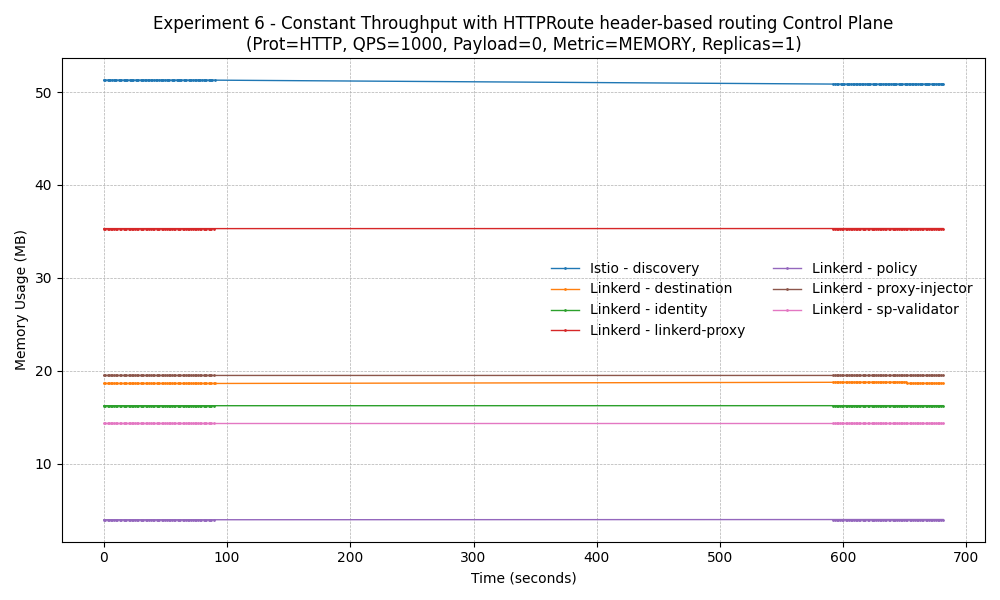 Experiment 6 - Constant Throughput with HTTPRoute header-based routing Control Plane
(Prot=HTTP, QPS=1000, Payload=0, Metric=MEMORY, Replicas=1)
Memory Usage (MB)
50
40
30
20
10
Istio - discovery
Linkerd - destination
Linkerd - identity
Linkerd - linkerd-proxy
Linkerd - policy
Linkerd - proxy-injector
Linkerd - sp-validator
0 100 200 300 400 500 600 700
Time (seconds)